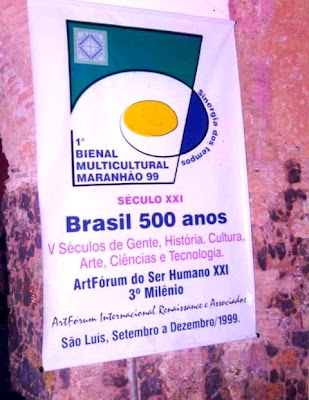 sinergia dos tempos
1ª
BIENAL
MULTICULTURAL
MARANHÃO 99
SÉCULO XXI
Brasil 500 anos
V Séculos de Gente, História, Cultura,
Arte, Ciências e Tecnologia.
ArtFórum do Ser Humano XXI
3º Milênio
ArtFórum Internacional Renaissance e Associados
São Luís, Setembro a Dezembro/1999.